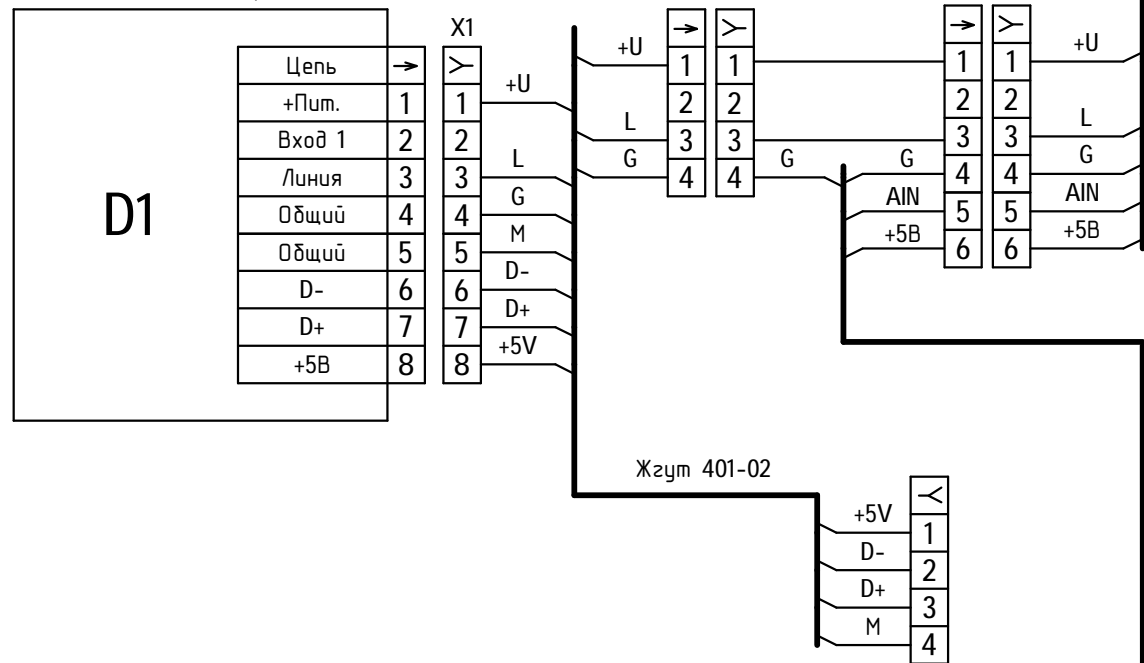 D1
X1
Цепь
+Пит. 1 1 +U
Вход 1 2 2
Линия 3 3 L
Общий 4 4 G
Общий 5 5 M
D- 6 6 D-
D+ 7 7 D+
+5В 8 8 +5V
+U 1 1
2 2
L 3 3
G 4 4 G
1 1 +U
2 2
3 3 L
G 4 4 G
AIN 5 5 AIN
+5В 6 6 +5В
Жгут 401-02
+5V 1
D- 2
D+ 3
M 4